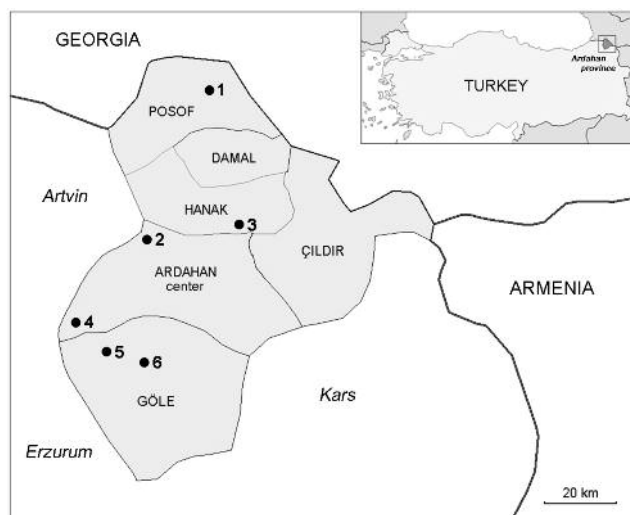 GEORGIA
Ardahan
province
TURKEY
1
POSOF
DAMAL
Artvin
HANAK
3
2
ÇILDIR
ARDAHAN
center
ARMENIA
4
5
6
GÖLE
Kars
Erzurum
20 km